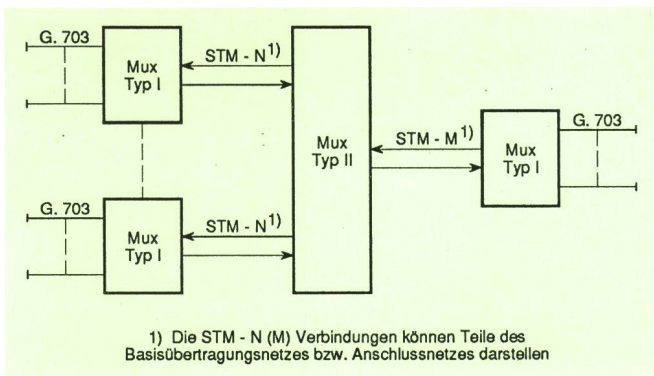 G. 703
Mux
Typ I
STM - N1)
Mux
Typ II
STM - M1)
Mux
Typ I
G. 703
G. 703
Mux
Typ I
STM - N1)
1) Die STM - N (M) Verbindungen können Teile des
Basisübertragungsnetzes bzw. Anschlussnetzes darstellen